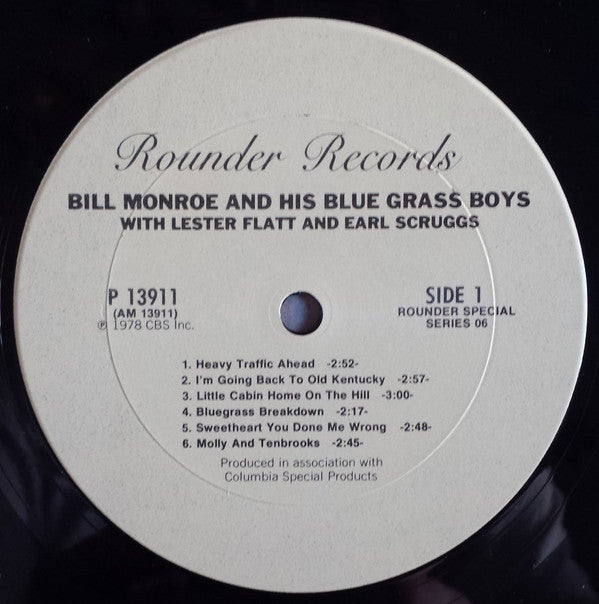 Rounder Records
BILL MONROE AND HIS BLUE GRASS BOYS
WITH LESTER FLATT AND EARL SCRUGGS
P 13911
(AM 13911)
℗ 1978 CBS Inc.
SIDE 1
ROUNDER SPECIAL
SERIES 06
1. Heavy Traffic Ahead -2:52-
2. I'm Going Back To Old Kentucky -2:57-
3. Little Cabin Home On The Hill -3:00-
4. Bluegrass Breakdown -2:17-
5. Sweetheart You Done Me Wrong -2:48-
6. Molly And Tenbrooks -2:45-
Produced in association with
Columbia Special Products